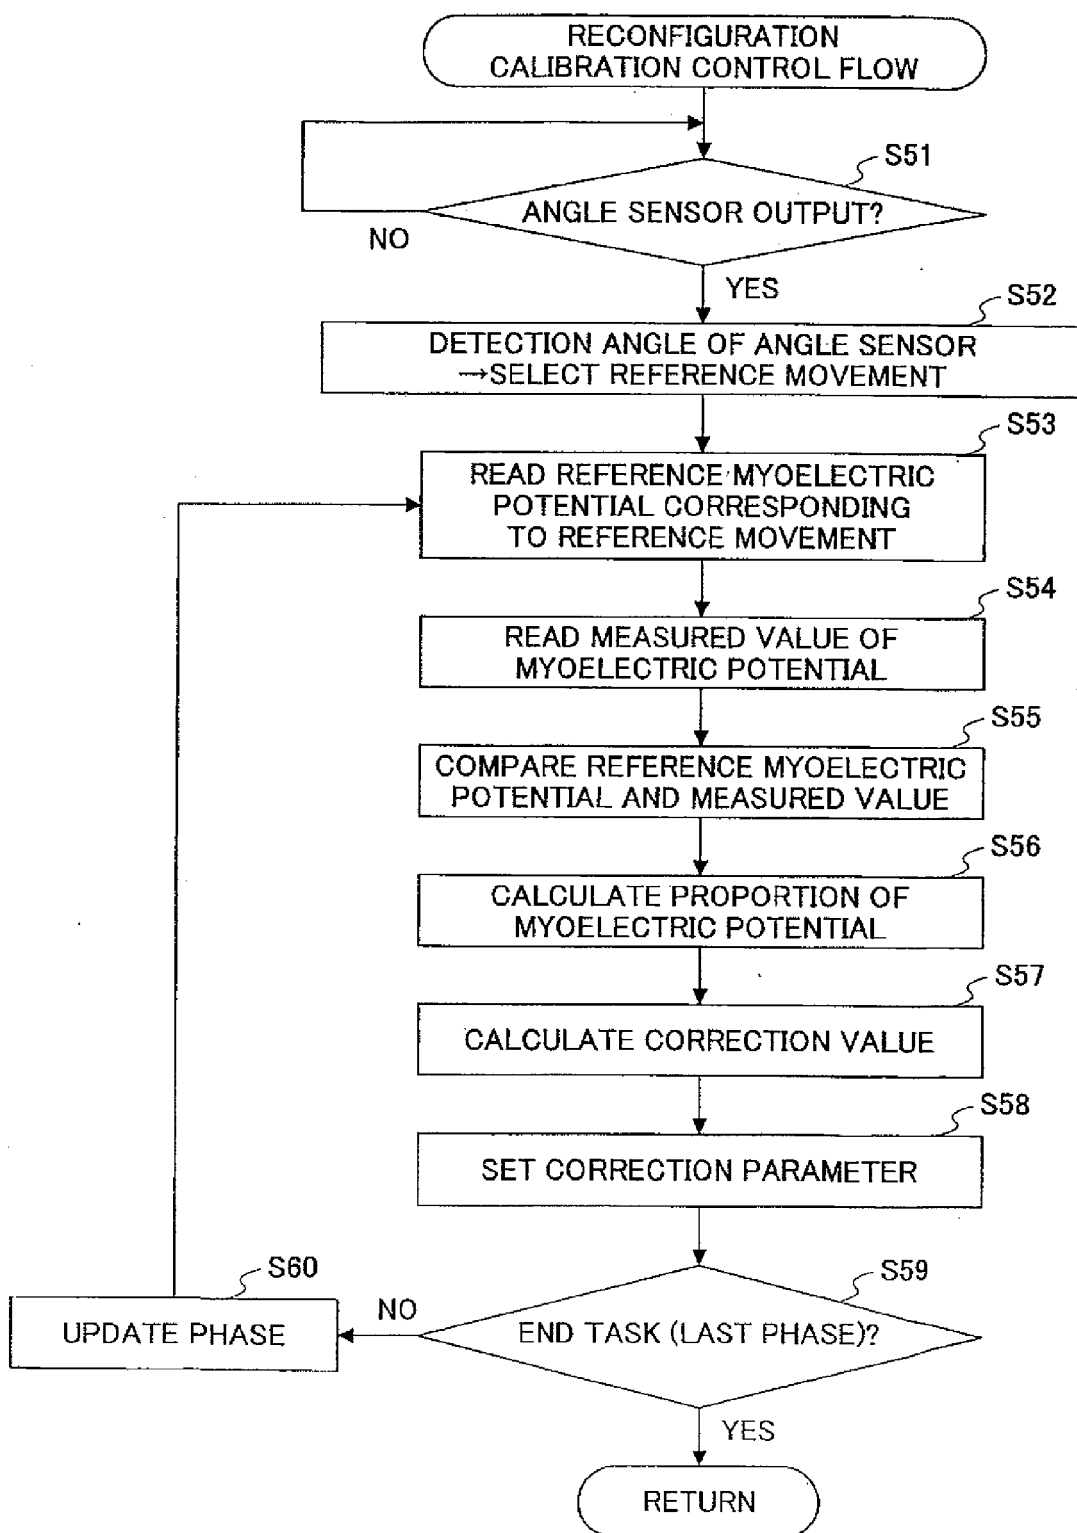 RECONFIGURATION
CALIBRATION CONTROL FLOW
S51
ANGLE SENSOR OUTPUT?
NO
YES
S52
DETECTION ANGLE OF ANGLE SENSOR
→SELECT REFERENCE MOVEMENT
S53
READ REFERENCE MYOELECTRIC
POTENTIAL CORRESPONDING
TO REFERENCE MOVEMENT
S54
READ MEASURED VALUE OF
MYOELECTRIC POTENTIAL
S55
COMPARE REFERENCE MYOELECTRIC
POTENTIAL AND MEASURED VALUE
S56
CALCULATE PROPORTION OF
MYOELECTRIC POTENTIAL
S57
CALCULATE CORRECTION VALUE
S58
SET CORRECTION PARAMETER
S60
S59
NO
UPDATE PHASE
END TASK (LAST PHASE)?
YES
RETURN